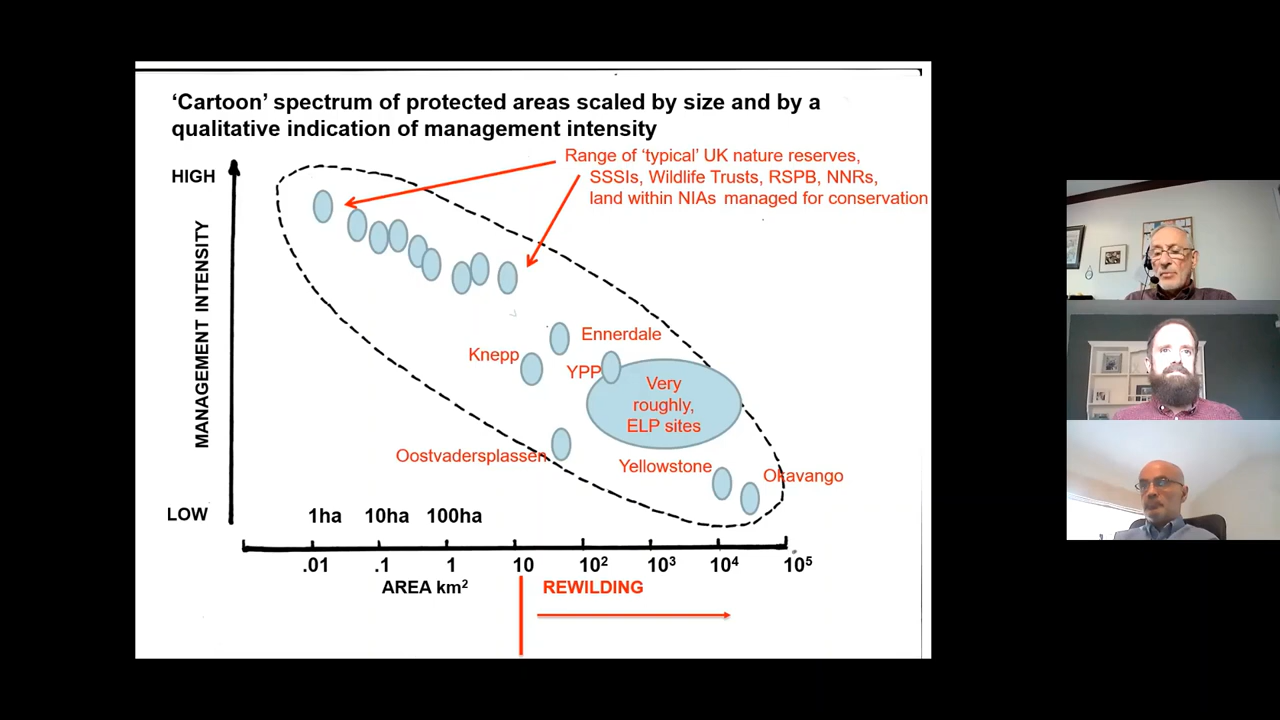 ‘Cartoon’ spectrum of protected areas scaled by size and by a
qualitative indication of management intensity
Range of ‘typical’ UK nature reserves,
SSSIs, Wildlife Trusts, RSPB, NNRs,
land within NIAs managed for conservation
HIGH
MANAGEMENT INTENSITY
LOW
Ennerdale
Knepp
YPP
Very
roughly,
ELP sites
Oostvadersplassen
Yellowstone
Okavango
1ha 10ha 100ha
.01 .1 1 10 10² 10³ 10⁴ 10⁵
AREA km²
REWILDING